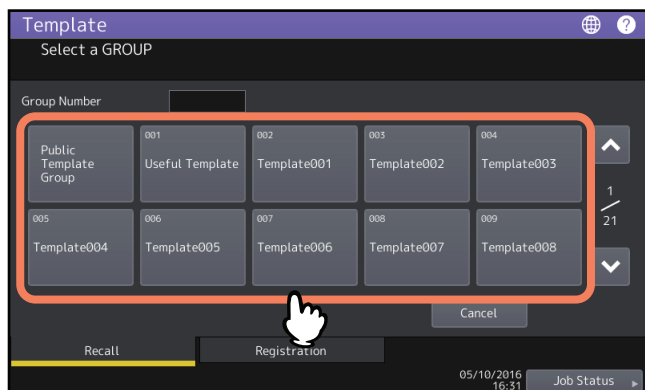 Template
?
Select a GROUP
Group Number
Public
Template
Group
001
Useful Template
002
Template001
003
Template002
004
Template003
1
/
21
005
Template004
006
Template005
007
Template006
008
Template007
009
Template008
Cancel
Recall
Registration
05/10/2016
16:31
Job Status